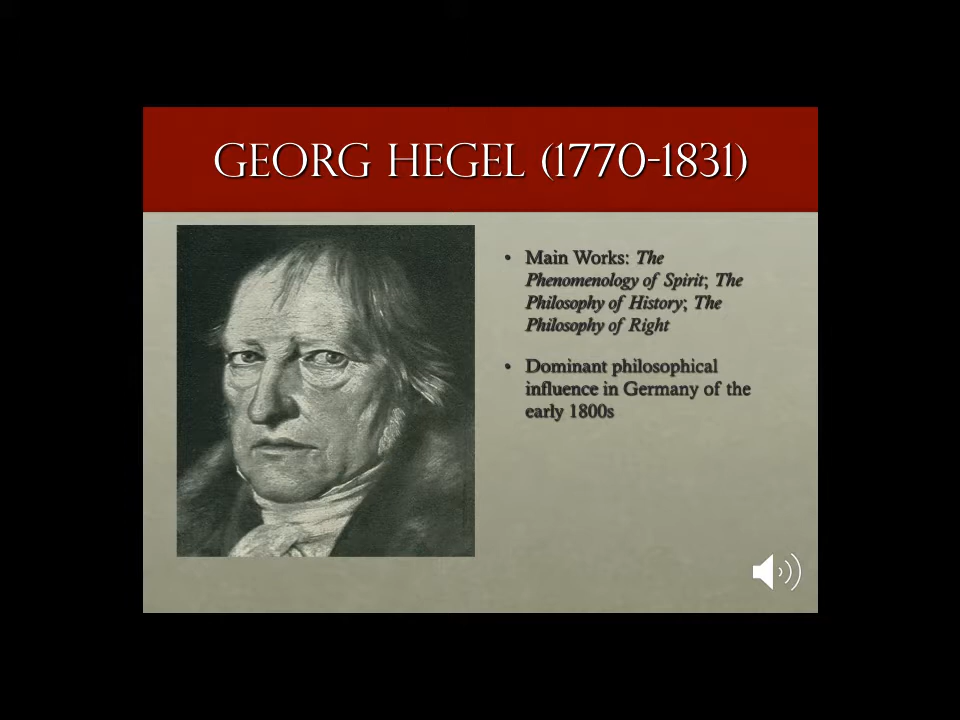 GEORG HEGEL (1770-1831)
• Main Works: The
Phenomenology of Spirit; The
Philosophy of History; The
Philosophy of Right
• Dominant philosophical
influence in Germany of the
early 1800s